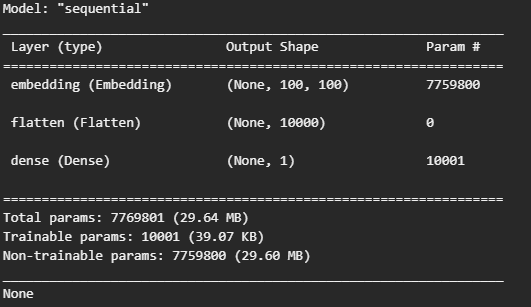 Model: "sequential"
_________________________________________________________________
Layer (type) Output Shape Param #
=================================================================
embedding (Embedding) (None, 100, 100) 7759800
flatten (Flatten) (None, 10000) 0
dense (Dense) (None, 1) 10001
=================================================================
Total params: 7769801 (29.64 MB)
Trainable params: 10001 (39.07 KB)
Non-trainable params: 7759800 (29.60 MB)
_________________________________________________________________
None